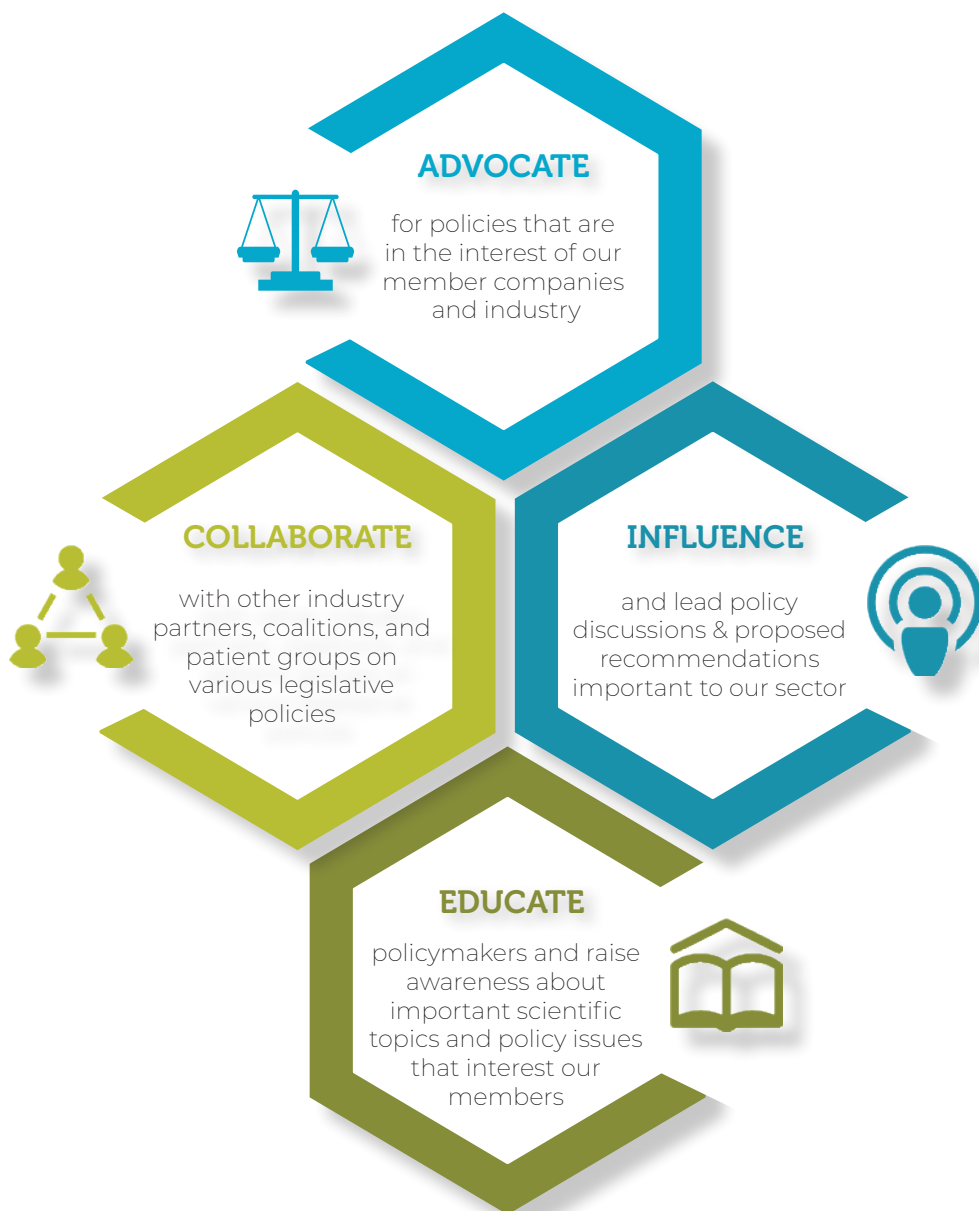 ADVOCATE
for policies that are
in the interest of our
member companies
and industry
COLLABORATE
with other industry
partners, coalitions, and
patient groups on
various legislative
policies
INFLUENCE
and lead policy
discussions & proposed
recommendations
important to our sector
EDUCATE
policymakers and raise
awareness about
important scientific
topics and policy issues
that interest our
members